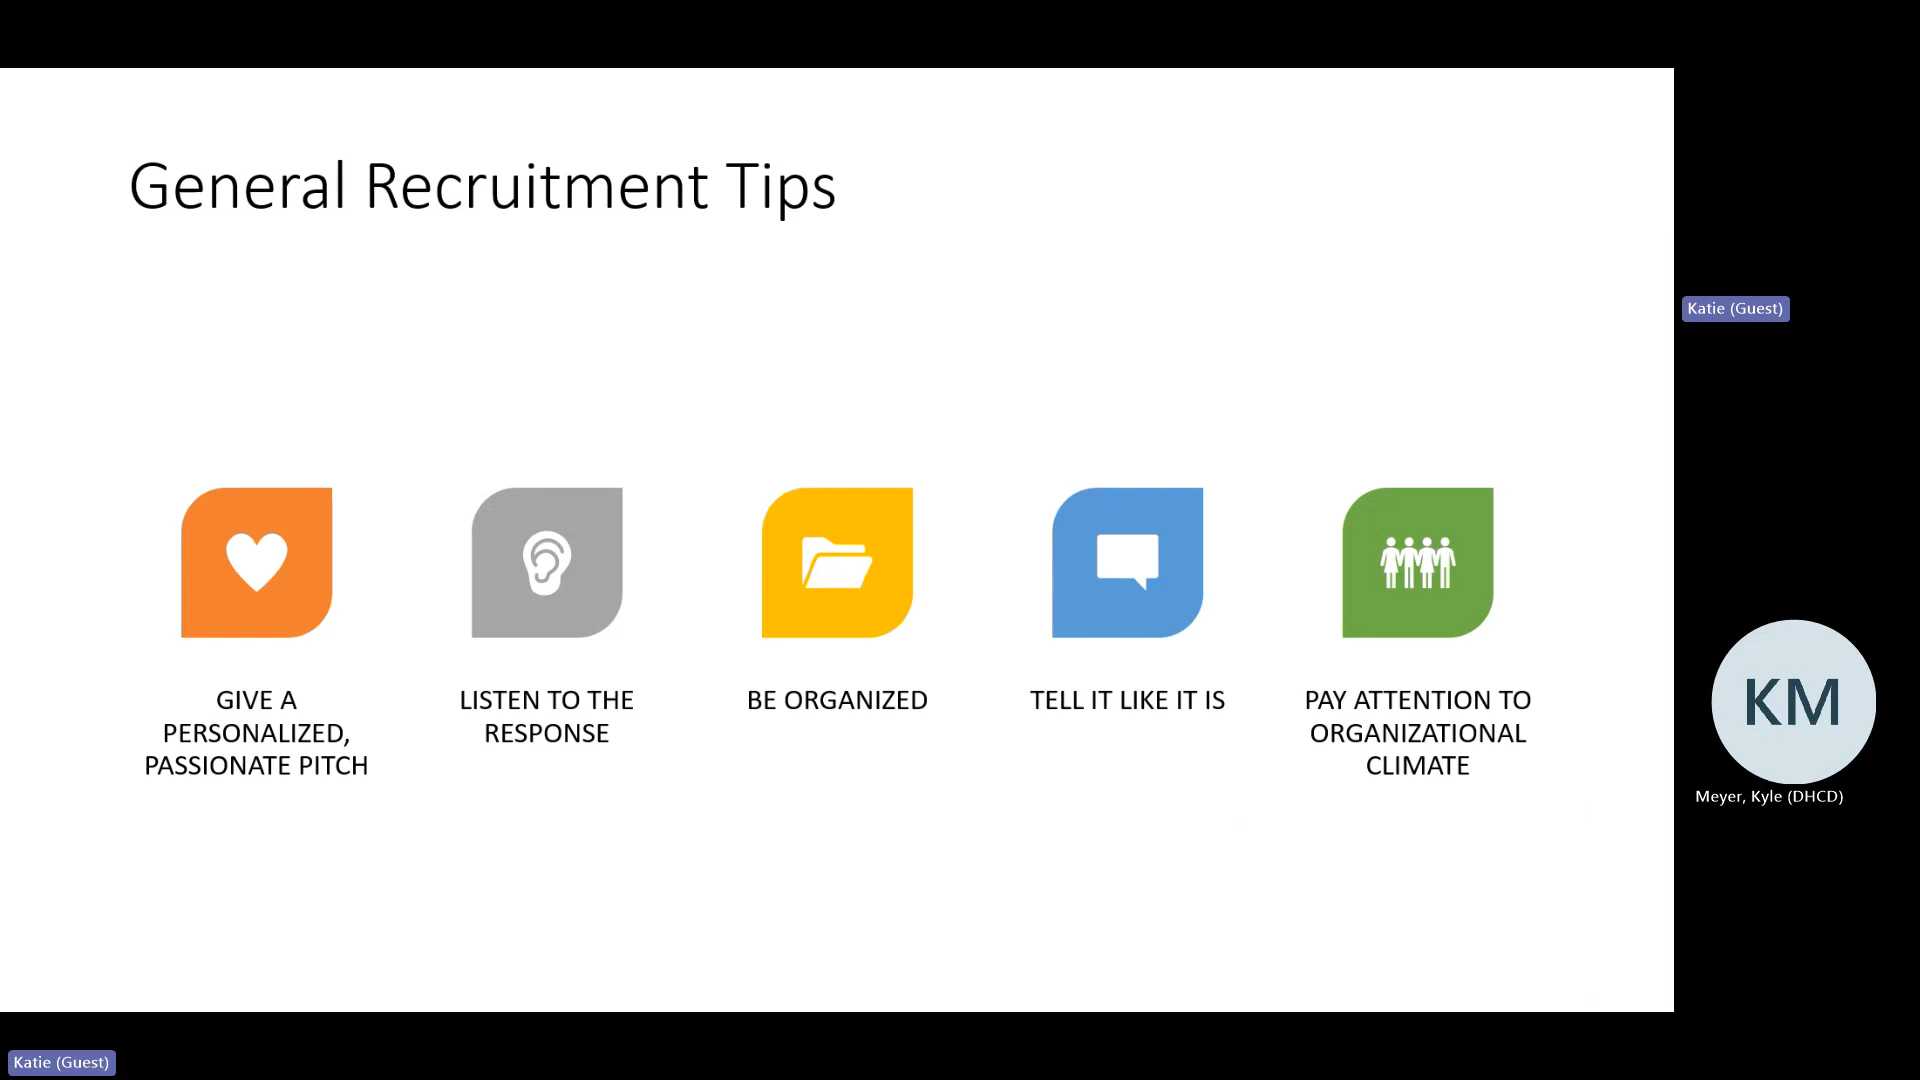 General Recruitment Tips
GIVE A
PERSONALIZED,
PASSIONATE PITCH
LISTEN TO THE
RESPONSE
BE ORGANIZED
TELL IT LIKE IT IS
PAY ATTENTION TO
ORGANIZATIONAL
CLIMATE
Katie (Guest)
KM
Meyer, Kyle (DHCD)
Katie (Guest)